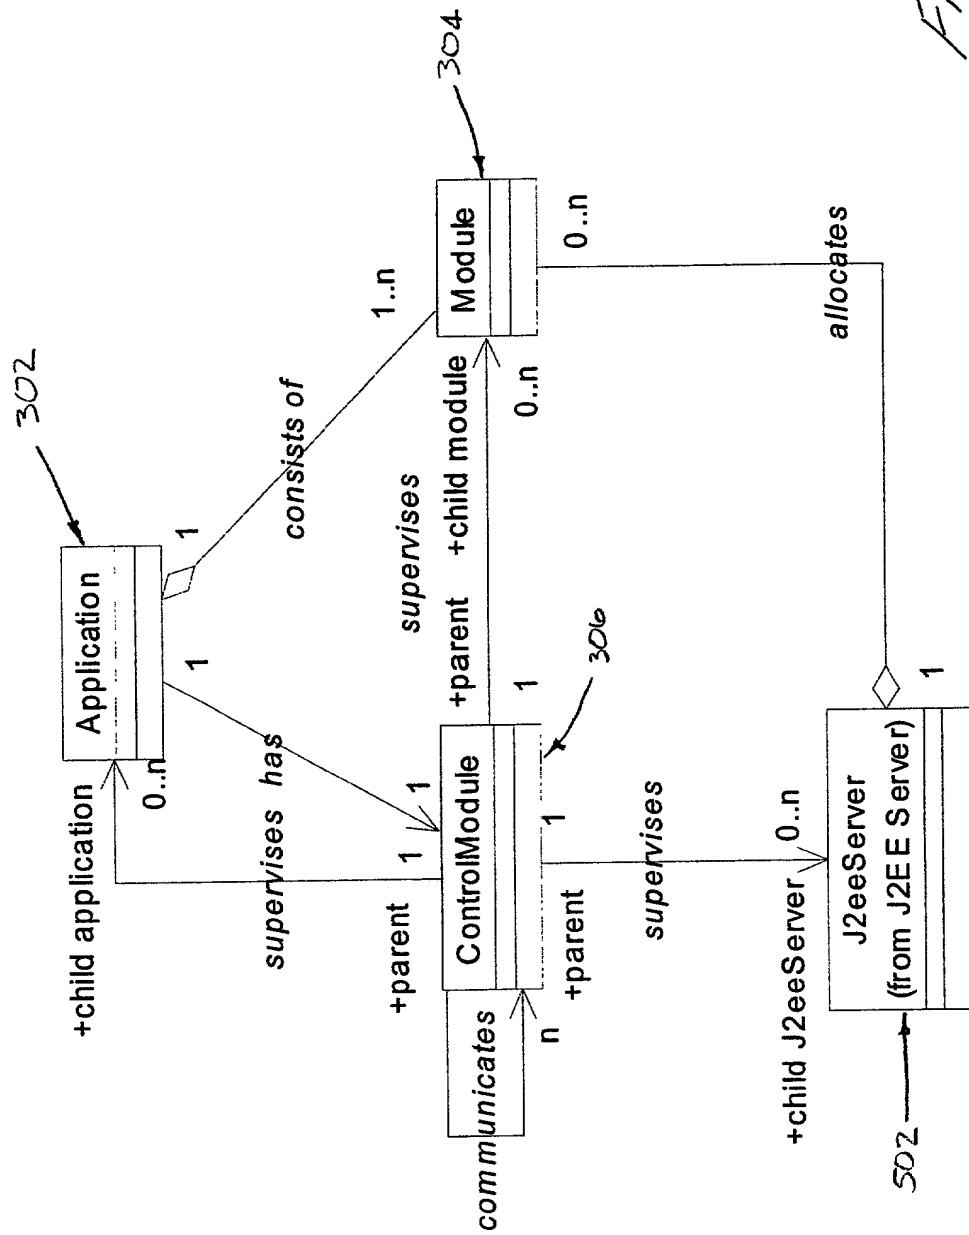 302
Application
+child application
0..n
1
1
supervises
has
consists of
1..n
304
Module
0..n
+parent
1
1
supervises
+parent
+child module
0..n
1
ControlModule
306
communicates
n
+parent
1
supervises
allocates
+child J2eeServer
0..n
J2eeServer
(from J2EE Server)
1
502